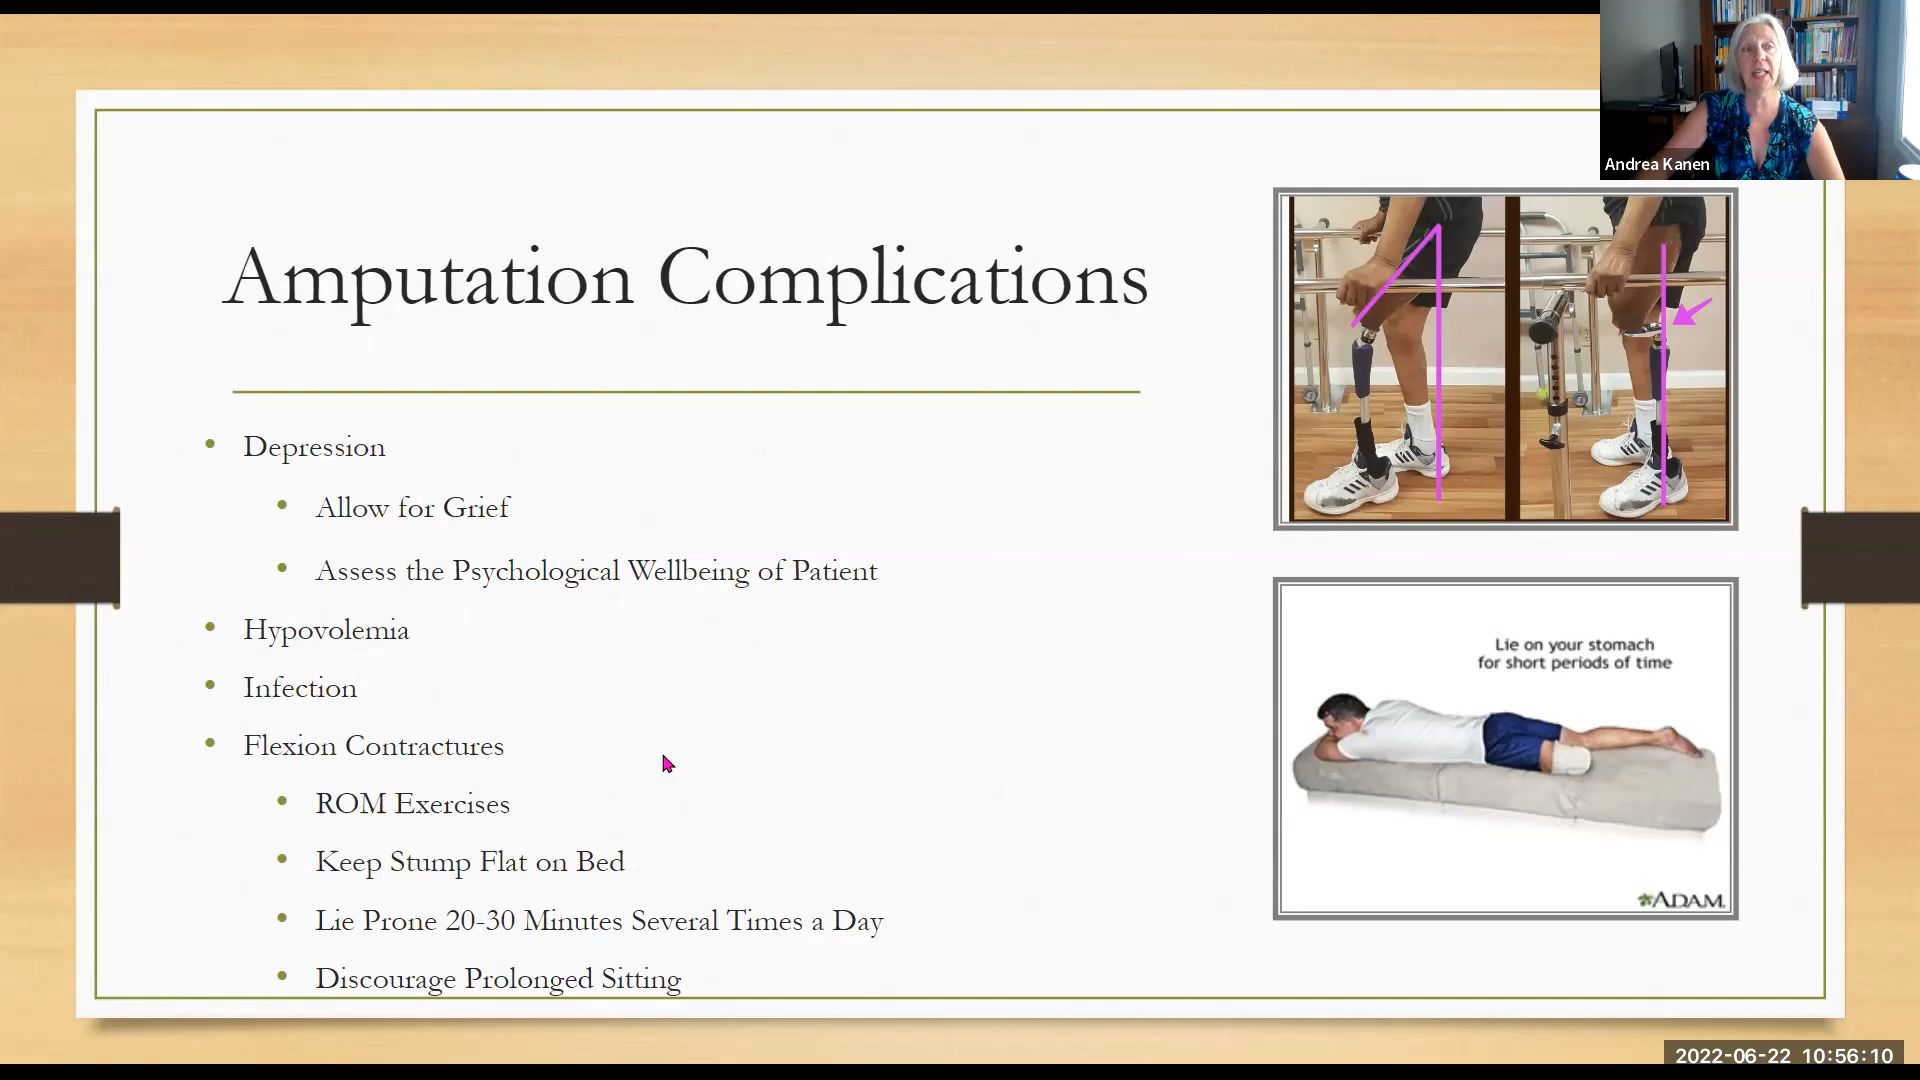 Andrea Kanen
Amputation Complications
Depression
Allow for Grief
Assess the Psychological Wellbeing of Patient
Hypovolemia
Infection
Flexion Contractures
ROM Exercises
Keep Stump Flat on Bed
Lie Prone 20-30 Minutes Several Times a Day
Discourage Prolonged Sitting
Lie on your stomach
for short periods of time
ADAM.
2022-06-22 10:56:10